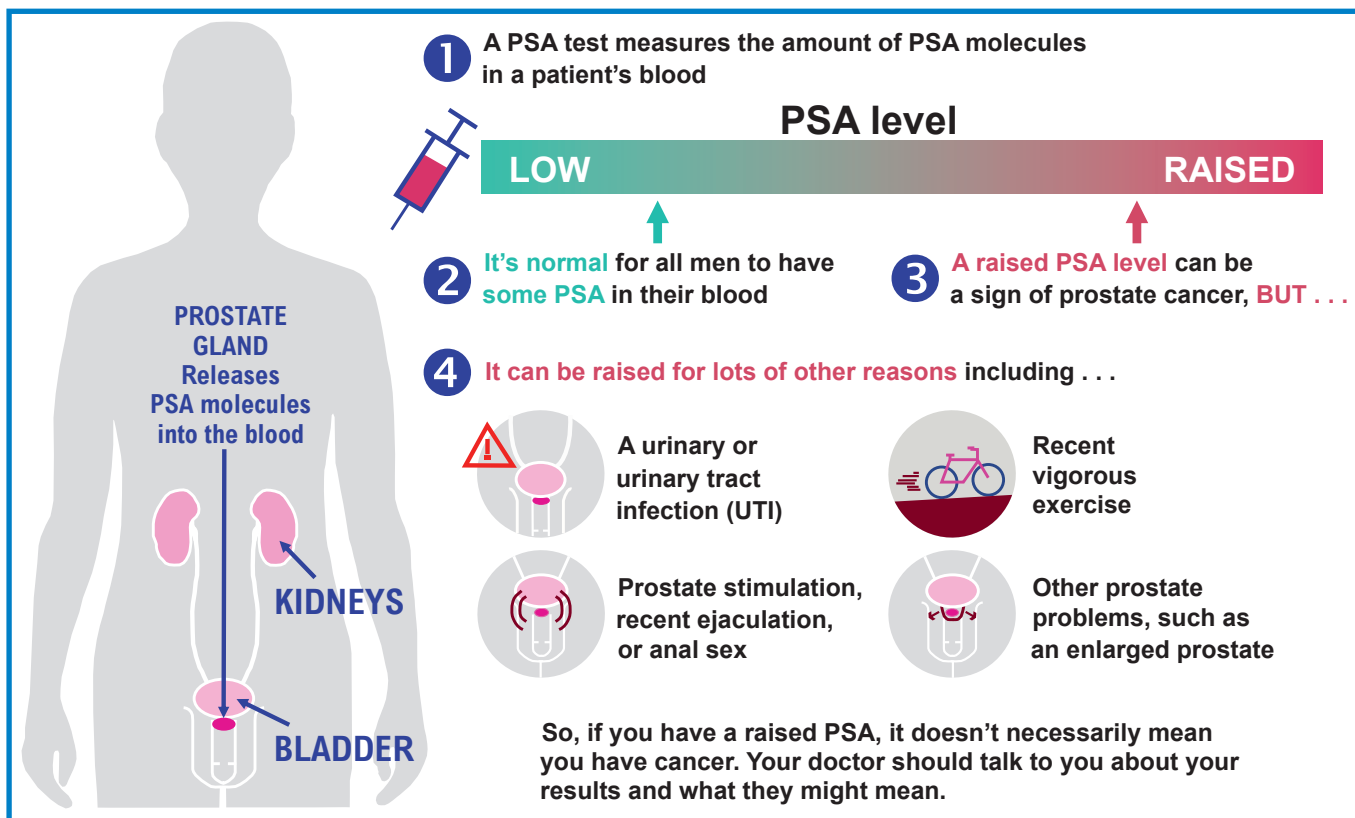 1 A PSA test measures the amount of PSA molecules
in a patient’s blood
PSA level
LOW
RAISED
2 It’s normal for all men to have
some PSA in their blood
3 A raised PSA level can be
a sign of prostate cancer, BUT . . .
PROSTATE
GLAND
Releases
PSA molecules
into the blood
KIDNEYS
BLADDER
4 It can be raised for lots of other reasons including . . .
!
A urinary or
urinary tract
infection (UTI)
Recent
vigorous
exercise
Prostate stimulation,
recent ejaculation,
or anal sex
Other prostate
problems, such as
an enlarged prostate
So, if you have a raised PSA, it doesn’t necessarily mean
you have cancer. Your doctor should talk to you about your
results and what they might mean.